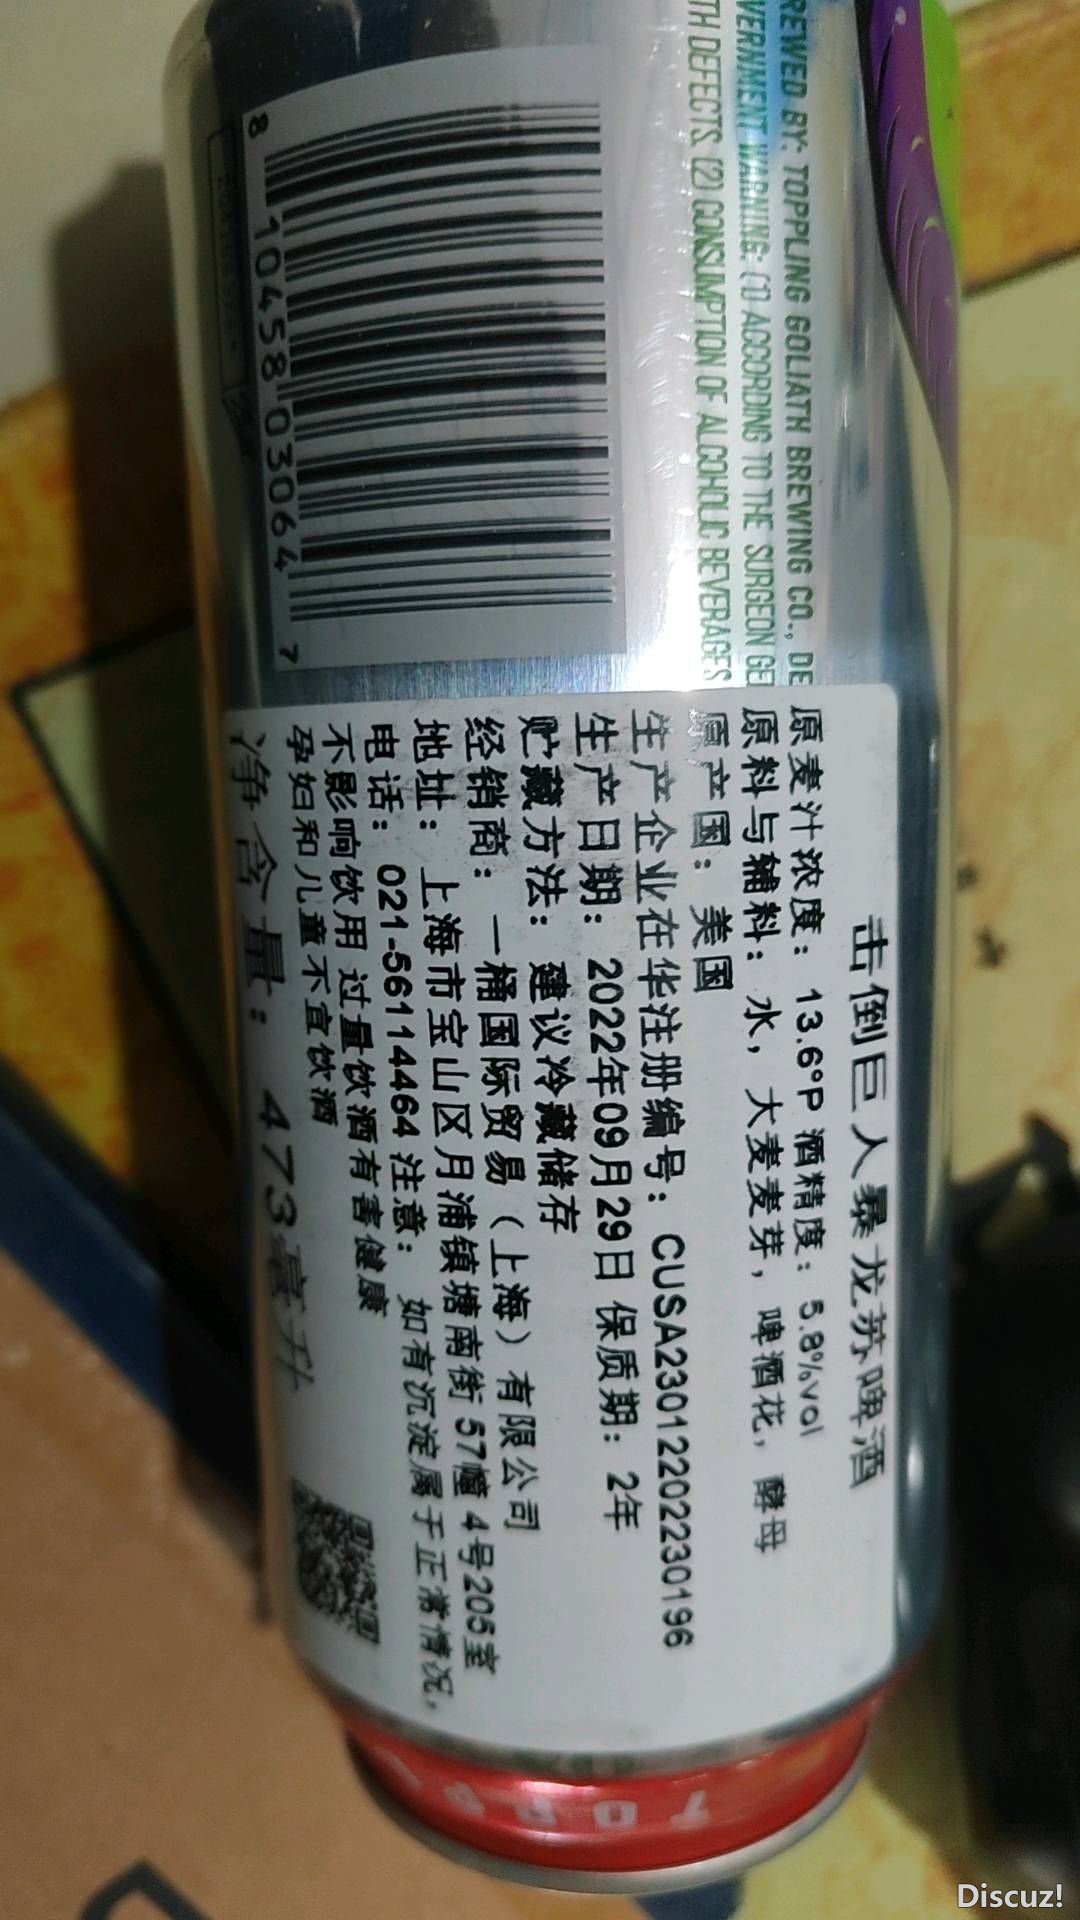 击倒巨人暴龙苏啤酒
原麦汁浓度：13.6°P 酒精度：5.8%vol
原料与辅料：水，大麦麦芽，啤酒花，酵母
原产国：美国
生产企业在华注册编号：CUSA23012202230196
生产日期：2022年09月29日 保质期：2年
贮藏方法：建议冷藏储存
经销商：一桶国际贸易（上海）有限公司
地址：上海市宝山区月浦镇塘南街 57幢 4号205室
电话：021-56114464 注意：如有沉淀属于正常情况，
不影响饮用 过量饮酒有害健康
孕妇和儿童不宜饮酒
净含量：473毫升
REWED BY: TOPPLING GOLIATH BREWING CO., DE
VERNMENT WARNING: (1) ACCORDING TO THE SURGEON GE
TH DEFECTS. (2) CONSUMPTION OF ALCOHOLIC BEVERAGES
8 10458 03064 7
TOPP
Discuz!